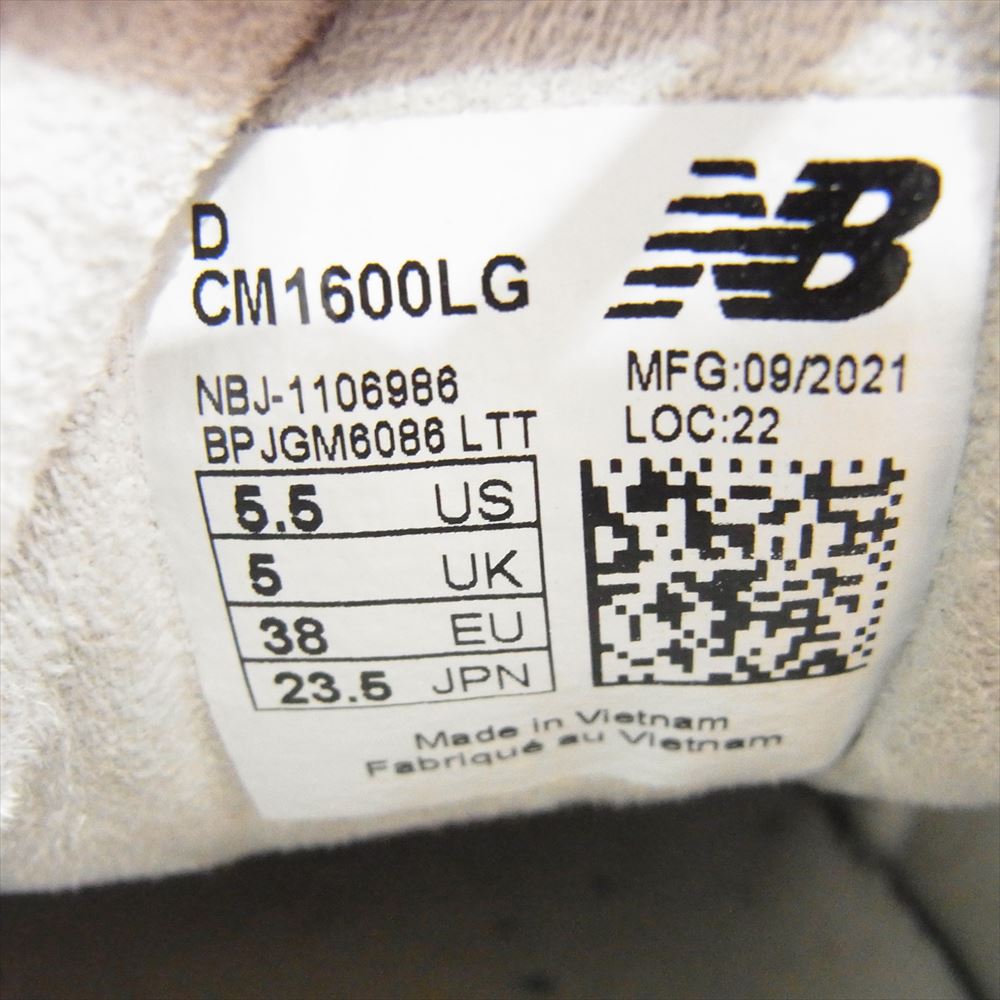 D
CM1600LG
NB
NBJ-1106986
BPJGM6086 LTT
MFG:09/2021
LOC:22
5.5 US
5 UK
38 EU
23.5 JPN
Made in Vietnam
Fabriqué au Vietnam